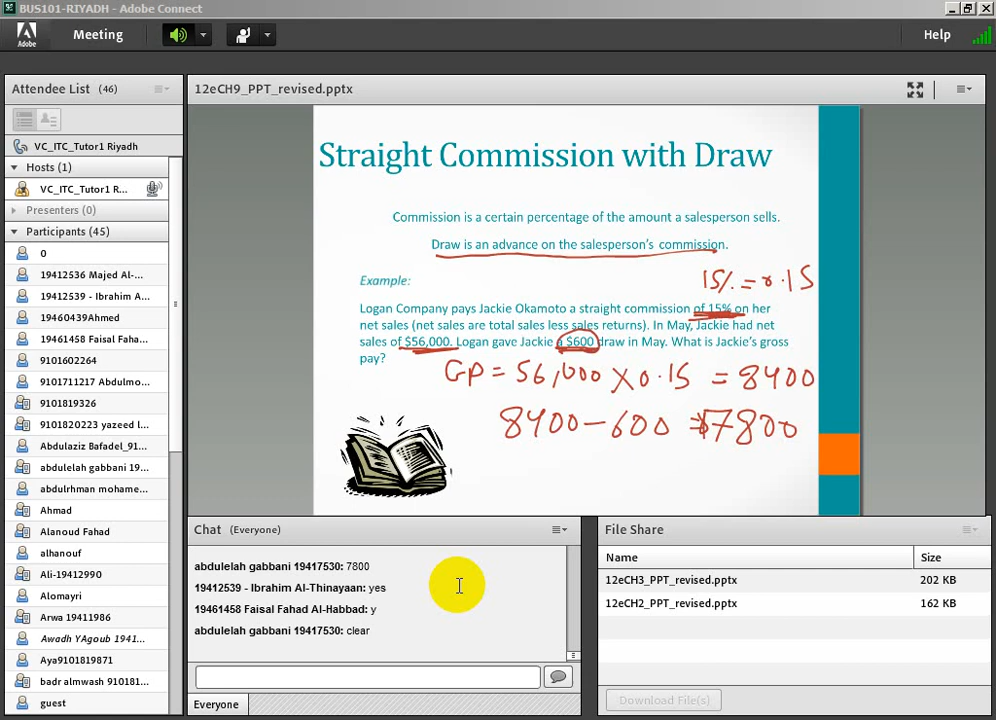 BUS101-RIYADH - Adobe Connect
Adobe
Meeting
Help
Attendee List (46)
VC_ITC_Tutor1 Riyadh
Hosts (1)
VC_ITC_Tutor1 R...
Presenters (0)
Participants (45)
0
19412536 Majed Al-...
19412539 - Ibrahim A...
19460439Ahmed
19461458 Faisal Fahad
9101602264
9101711217 Abdulmo...
9101819326
9101820223 yazeed l...
Abdulaziz Bafadel_91...
abdulelah gabbani 19...
abdulrhman mohame...
Ahmad
Alanoud Fahad
alhanouf
Ali-19412990
Alomayri
Arwa 19411986
Awadh YAgoub 1941...
Aya9101819871
badr almwash 910181...
guest
12eCH9_PPT_revised.pptx
Straight Commission with Draw
Commission is a certain percentage of the amount a salesperson sells.
Draw is an advance on the salesperson's commission.
15% = 0.15
Example:
Logan Company pays Jackie Okamoto a straight commission of 15% on her
net sales (net sales are total sales less sales returns). In May, Jackie had net
sales of $56,000. Logan gave Jackie a $600 draw in May. What is Jackie's gross
pay?
GP = 56,000 X 0.15 = 8400
8400 - 600 = $7800
Chat (Everyone)
abdulelah gabbani 19417530: 7800
19412539 - Ibrahim Al-Thinayaan: yes
19461458 Faisal Fahad Al-Habbad: y
abdulelah gabbani 19417530: clear
Everyone
File Share
Name Size
12eCH3_PPT_revised.pptx 202 KB
12eCH2_PPT_revised.pptx 162 KB
Download File(s)